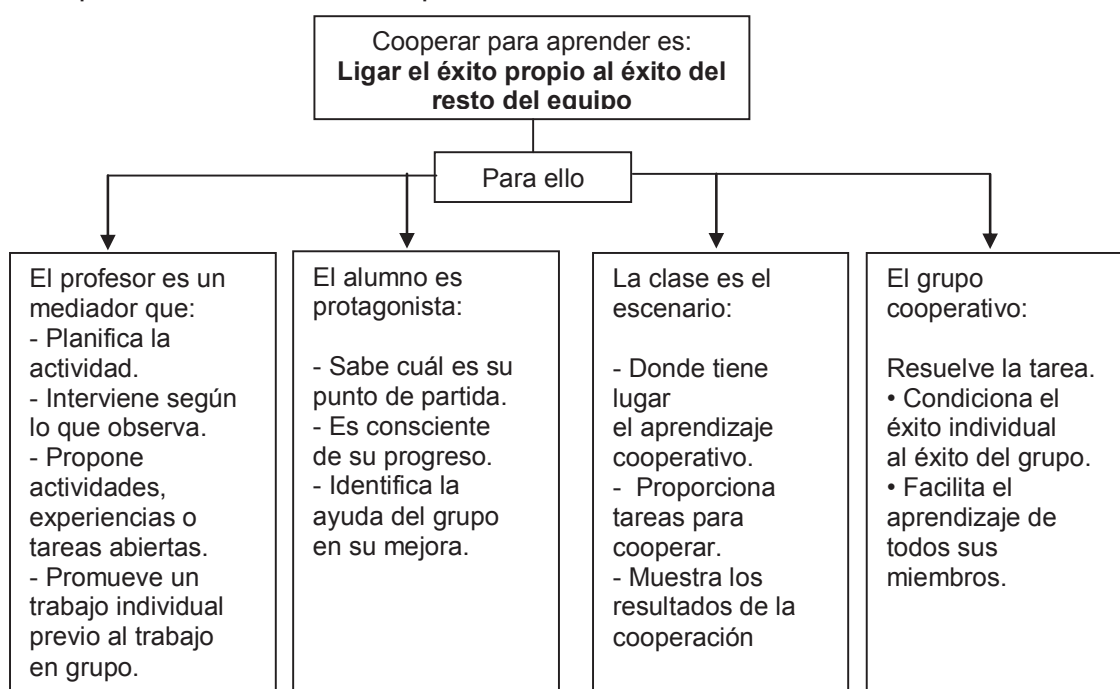 Cooperar para aprender es:
Ligar el éxito propio al éxito del
resto del equipo
Para ello
El profesor es un
mediador que:
- Planifica la
actividad.
- Interviene según
lo que observa.
- Propone
actividades,
experiencias o
tareas abiertas.
- Promueve un
trabajo individual
previo al trabajo
en grupo.
El alumno es
protagonista:
- Sabe cuál es su
punto de partida.
- Es consciente
de su progreso.
- Identifica la
ayuda del grupo
en su mejora.
La clase es el
escenario:
- Donde tiene
lugar
el aprendizaje
cooperativo.
- Proporciona
tareas para
cooperar.
- Muestra los
resultados de la
cooperación
El grupo
cooperativo:
Resuelve la tarea.
• Condiciona el
éxito individual
al éxito del grupo.
• Facilita el
aprendizaje de
todos sus
miembros.